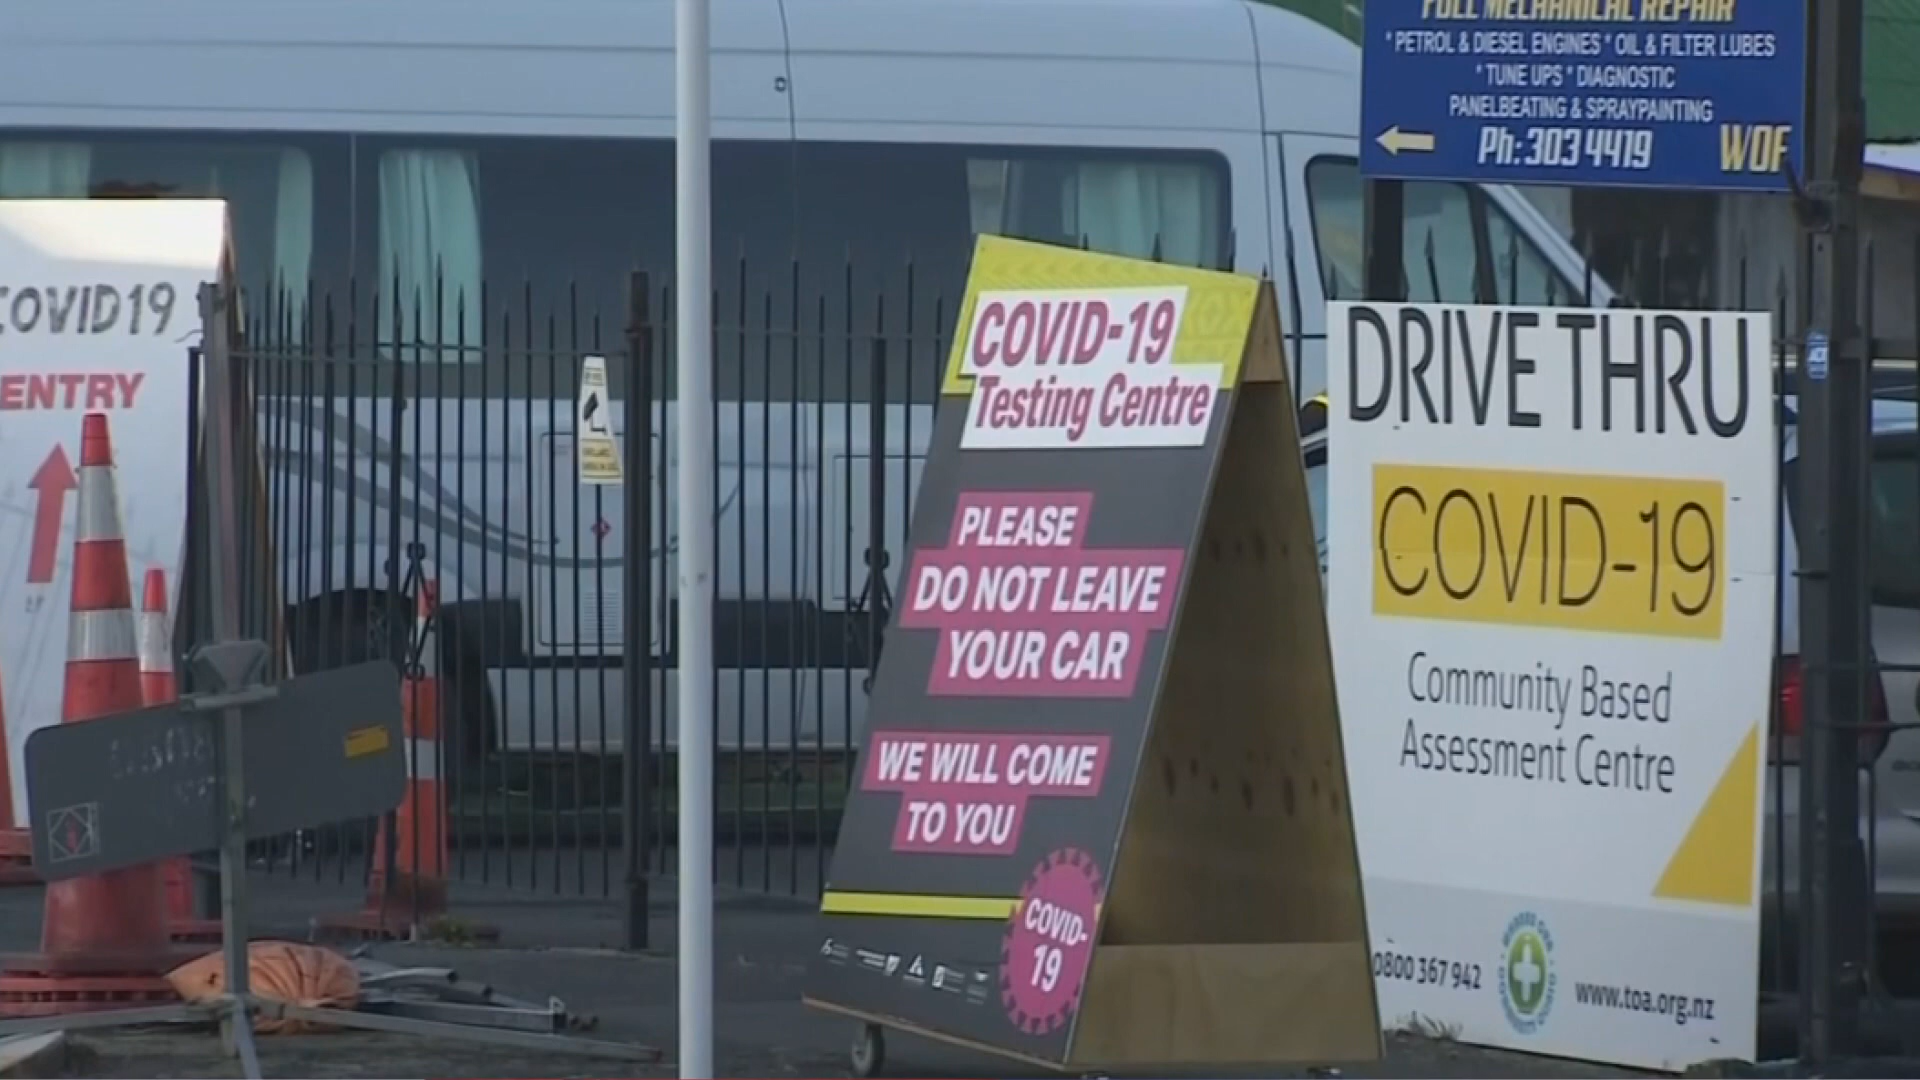 FULL MECHANICAL REPAIR
* PETROL & DIESEL ENGINES * OIL & FILTER LUBES
* TUNE UPS * DIAGNOSTIC
PANELBEATING & SPRAYPAINTING
Ph: 303 4419 WOF
COVID19
ENTRY
COVID-19
Testing Centre
PLEASE
DO NOT LEAVE
YOUR CAR
WE WILL COME
TO YOU
COVID-
19
DRIVE THRU
COVID-19
Community Based
Assessment Centre
0800 367 942
www.toa.org.nz